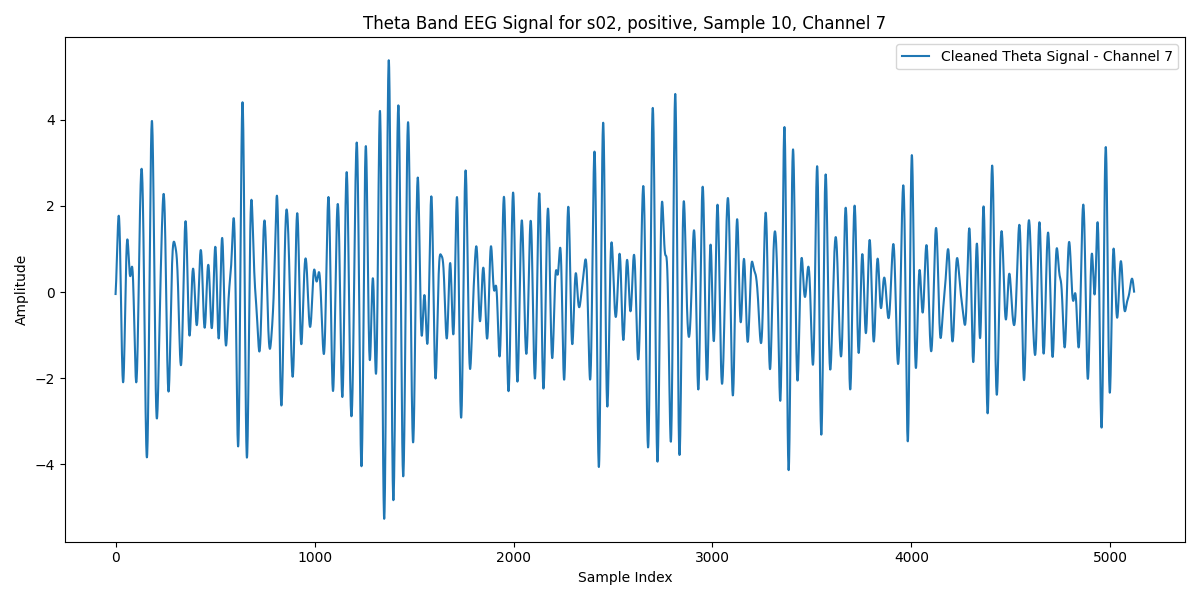 Theta Band EEG Signal for s02, positive, Sample 10, Channel 7
Cleaned Theta Signal - Channel 7
Amplitude
4
2
0
−2
−4
0 1000 2000 3000 4000 5000
Sample Index